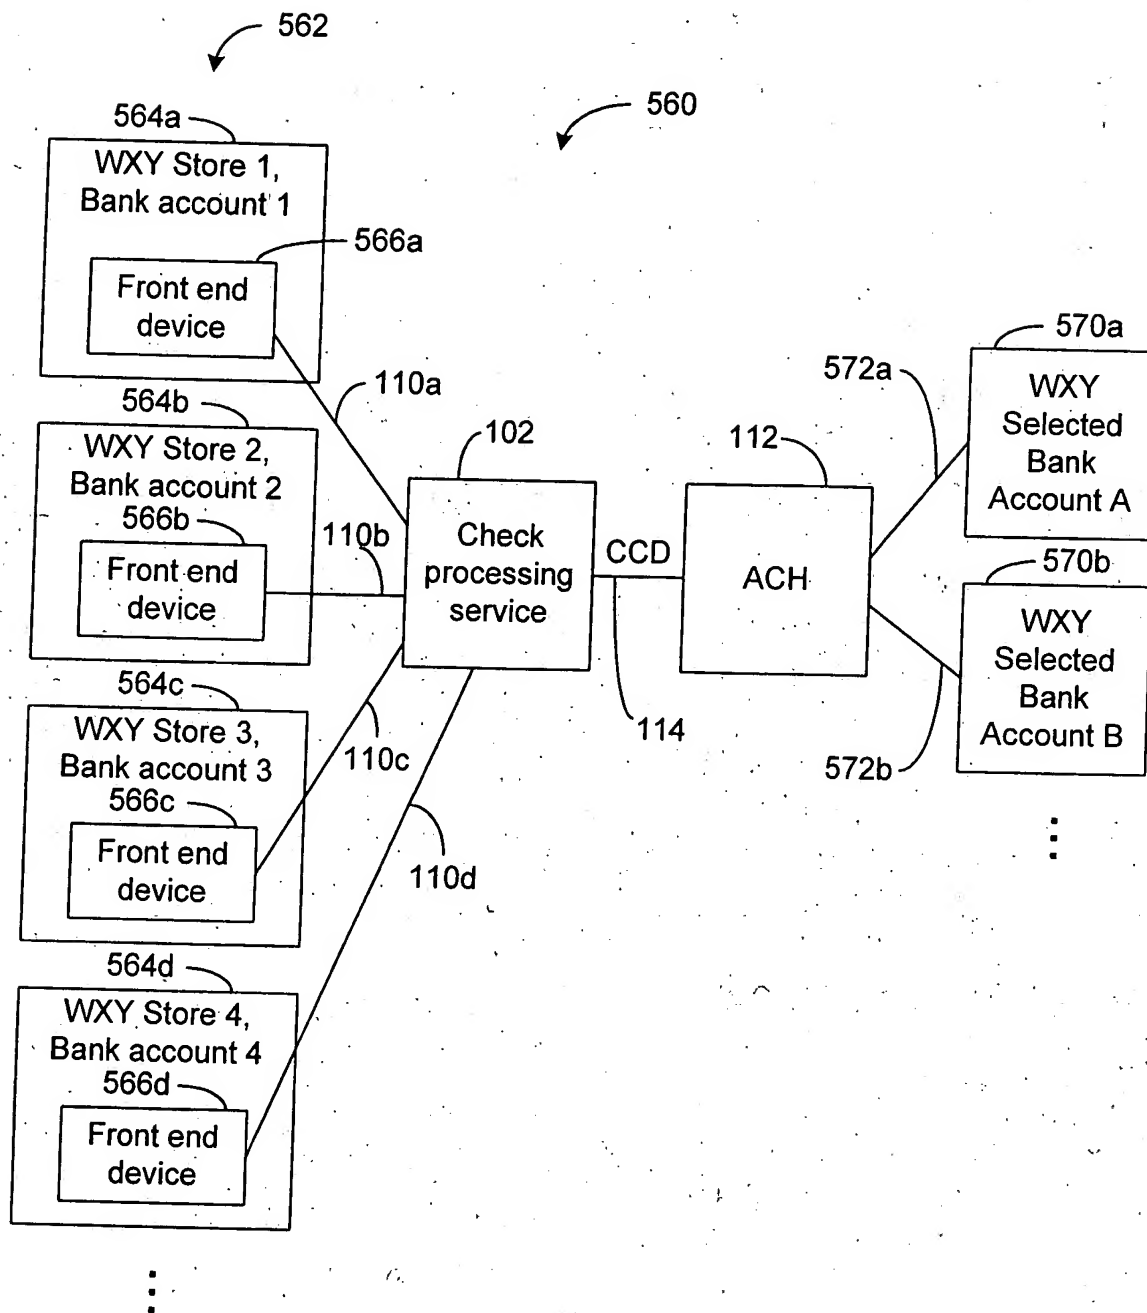 562
560
564a
WXY Store 1,
Bank account 1
566a
Front end
device
110a
564b
WXY Store 2,
Bank account 2
566b
Front end
device
110b
102
Check
processing
service
CCD
114
112
ACH
572a
570a
WXY
Selected
Bank
Account A
570b
WXY
Selected
Bank
Account B
572b
564c
WXY Store 3,
Bank account 3
566c
Front end
device
110c
110d
564d
WXY Store 4,
Bank account 4
566d
Front end
device